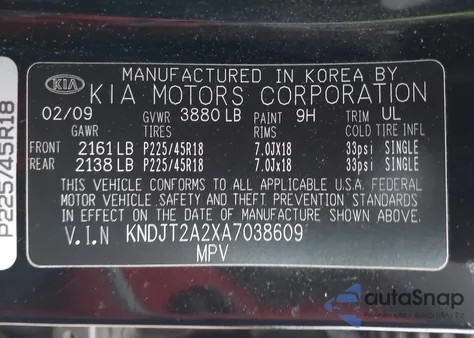 P225/45R18
KIA MANUFACTURED IN KOREA BY
KIA MOTORS CORPORATION
02/09 GVWR 3880 LB PAINT 9H TRIM UL
GAWR TIRES RIMS COLD TIRE INFL
FRONT 2161 LB P225/45R18 7.0JX18 33psi SINGLE
REAR 2138 LB P225/45R18 7.0JX18 33psi SINGLE
THIS VEHICLE CONFORMS TO ALL APPLICABLE U.S.A. FEDERAL
MOTOR VEHICLE SAFETY AND THEFT PREVENTION STANDARDS
IN EFFECT ON THE DATE OF MANUFACTURE SHOWN ABOVE.
V.I.N KNDJT2A2XA7038609
MPV
autoSnap